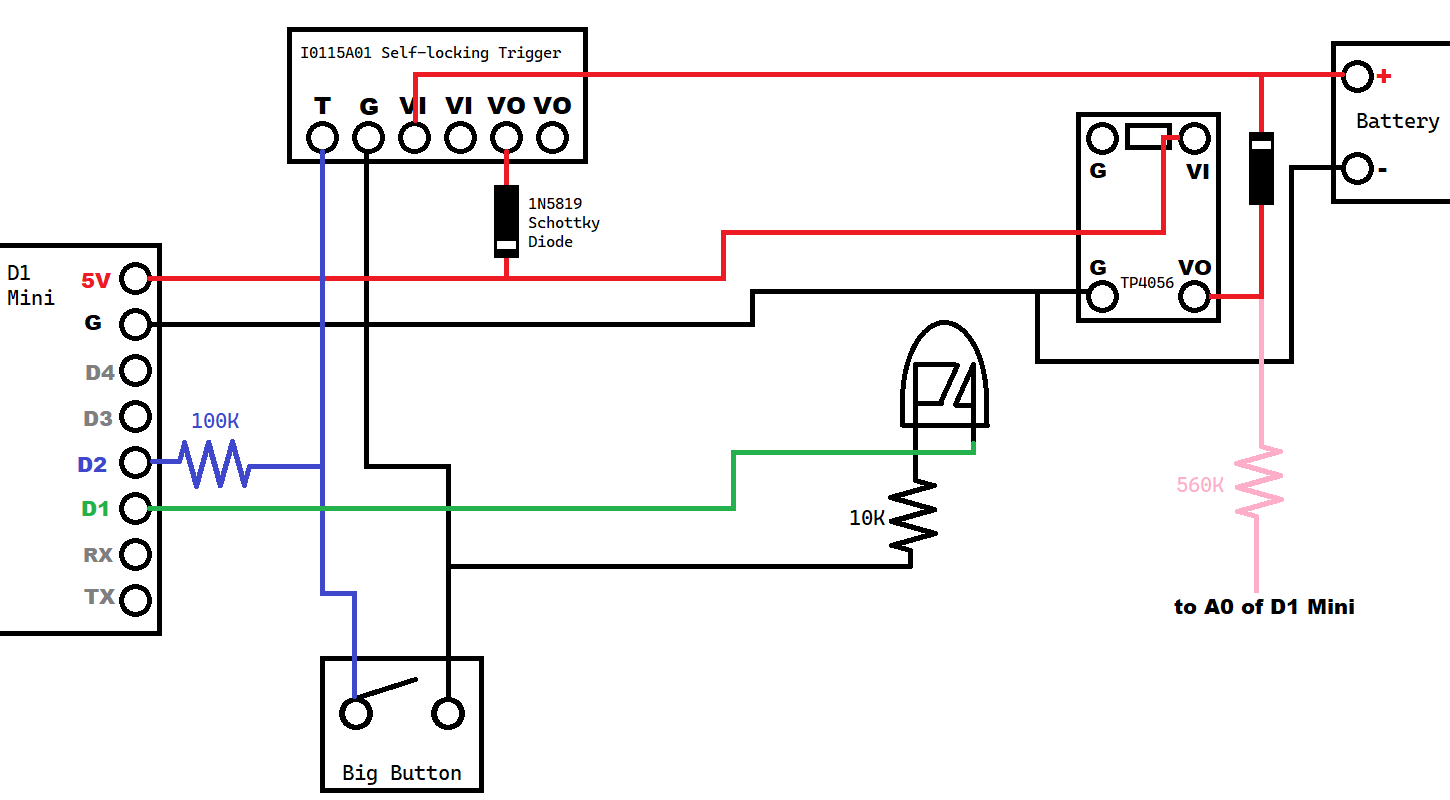 I0115A01 Self-locking Trigger
T G VI VI VO VO
+
Battery
-
G VI
1N5819
Schottky
Diode
G VO
TP4056
D1
Mini
5V
G
D4
D3
100K
D2
D1
RX
TX
10K
560K
to A0 of D1 Mini
Big Button